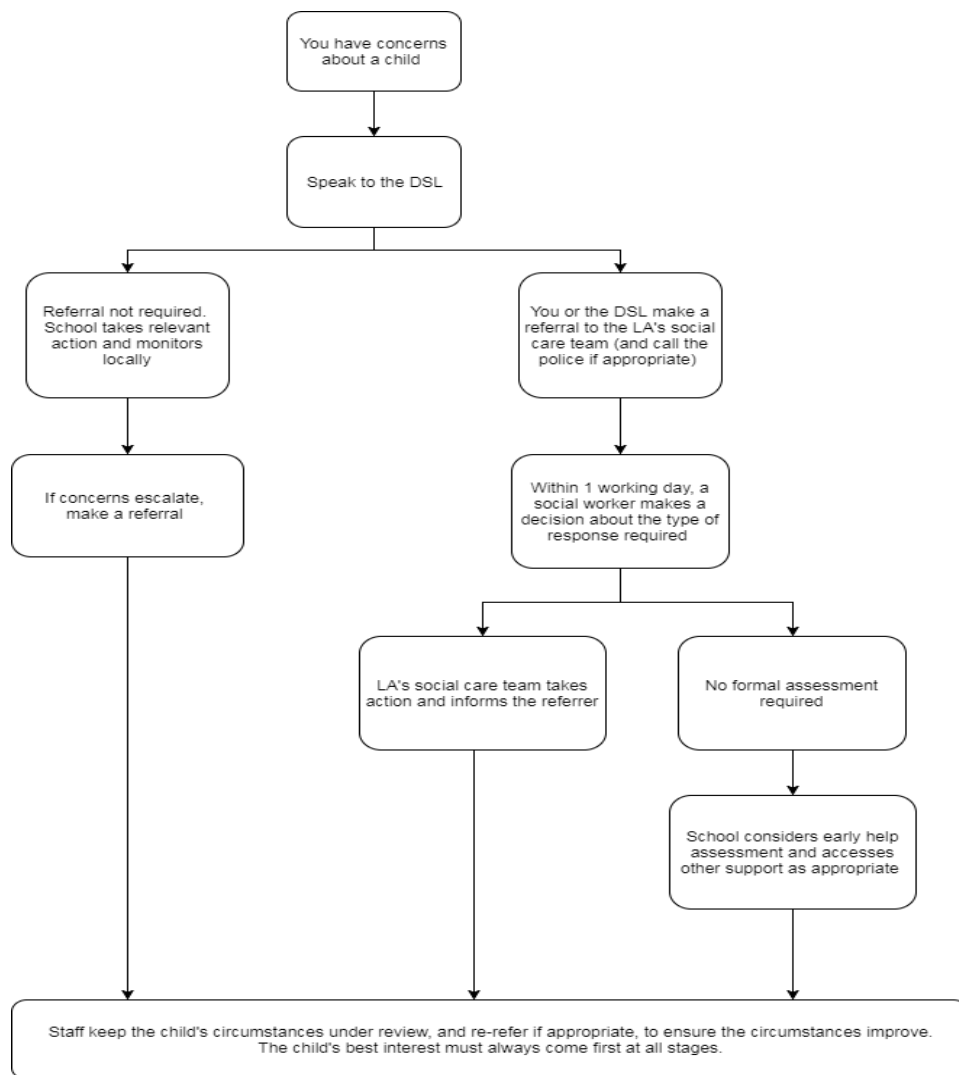 You have concerns
about a child
Speak to the DSL
Referral not required.
School takes relevant
action and monitors
locally
You or the DSL make a
referral to the LA's social
care team (and call the
police if appropriate)
If concerns escalate,
make a referral
Within 1 working day, a
social worker makes a
decision about the type of
response required
LA's social care team takes
action and informs the referrer
No formal assessment
required
School considers early help
assessment and accesses
other support as appropriate
Staff keep the child's circumstances under review, and re-refer if appropriate, to ensure the circumstances improve.
The child's best interest must always come first at all stages.